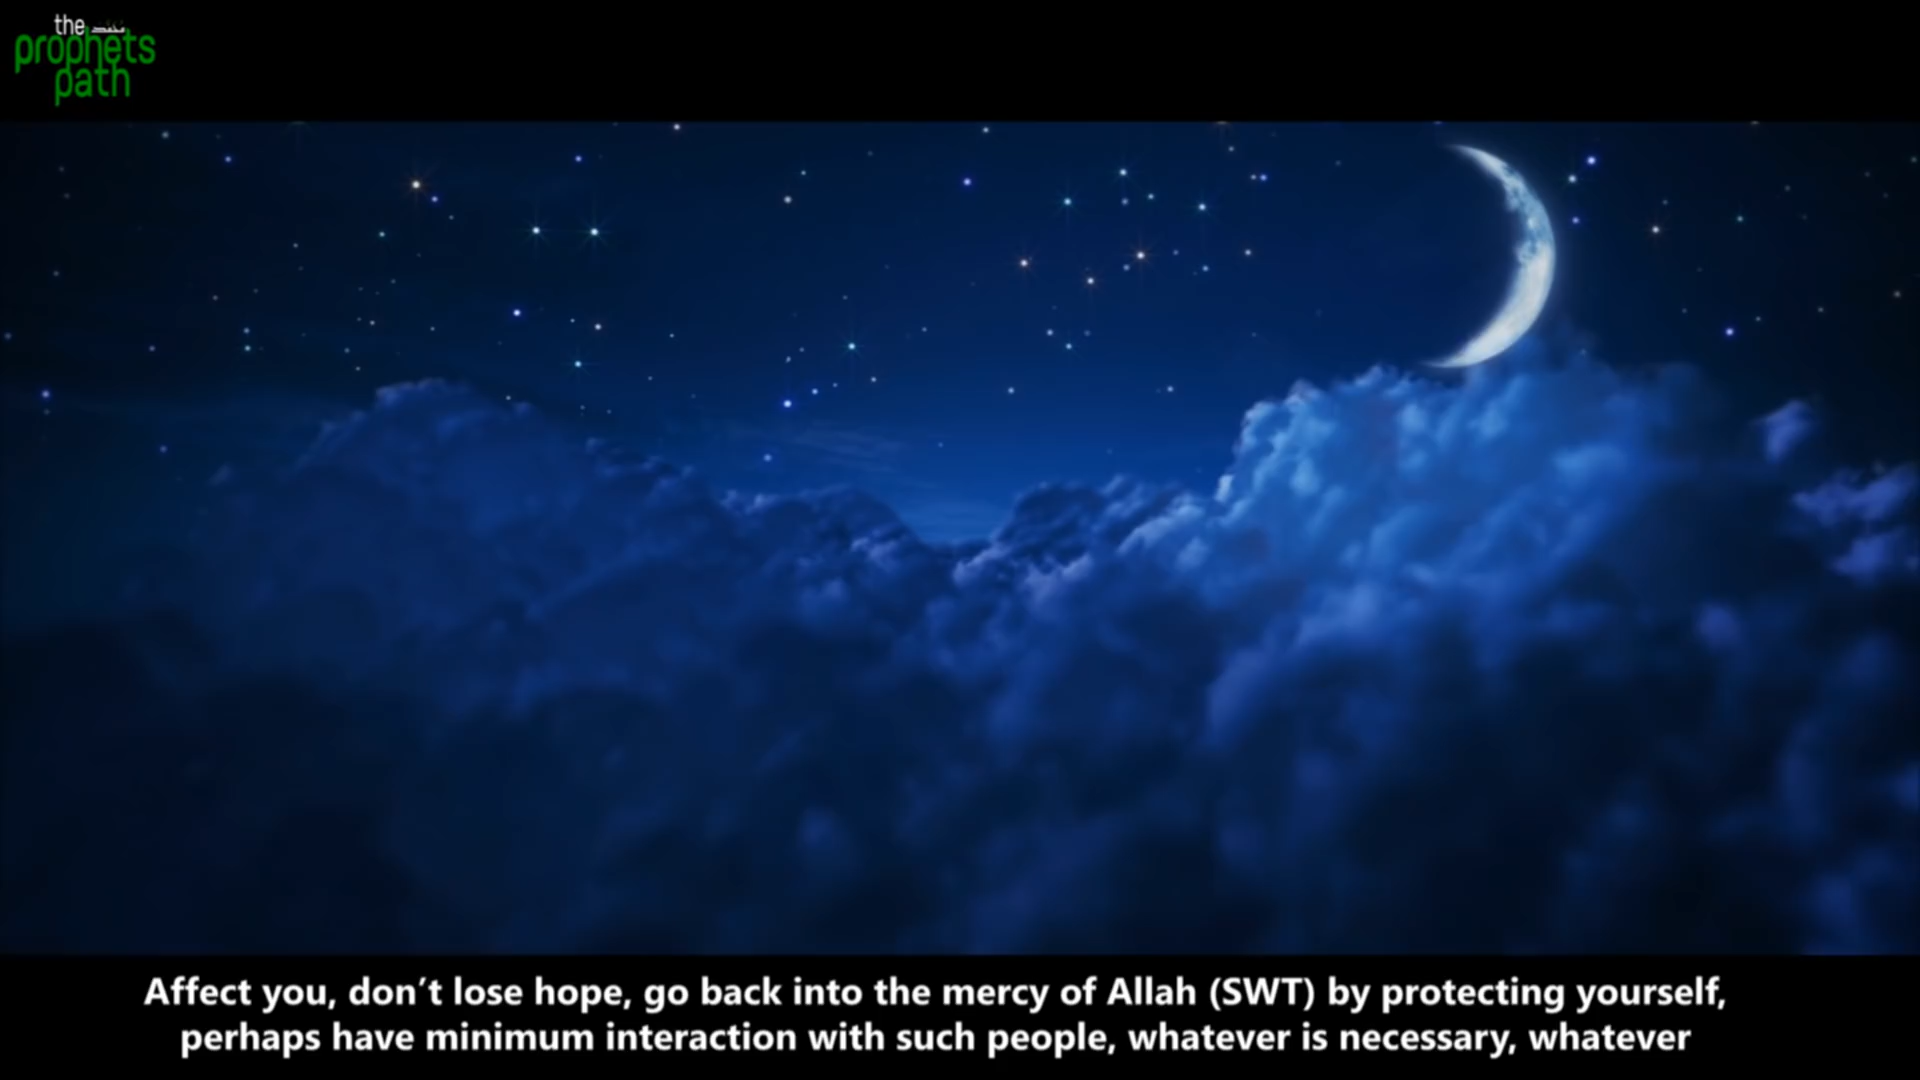 the محمد
prophets
path
Affect you, don't lose hope, go back into the mercy of Allah (SWT) by protecting yourself,
perhaps have minimum interaction with such people, whatever is necessary, whatever